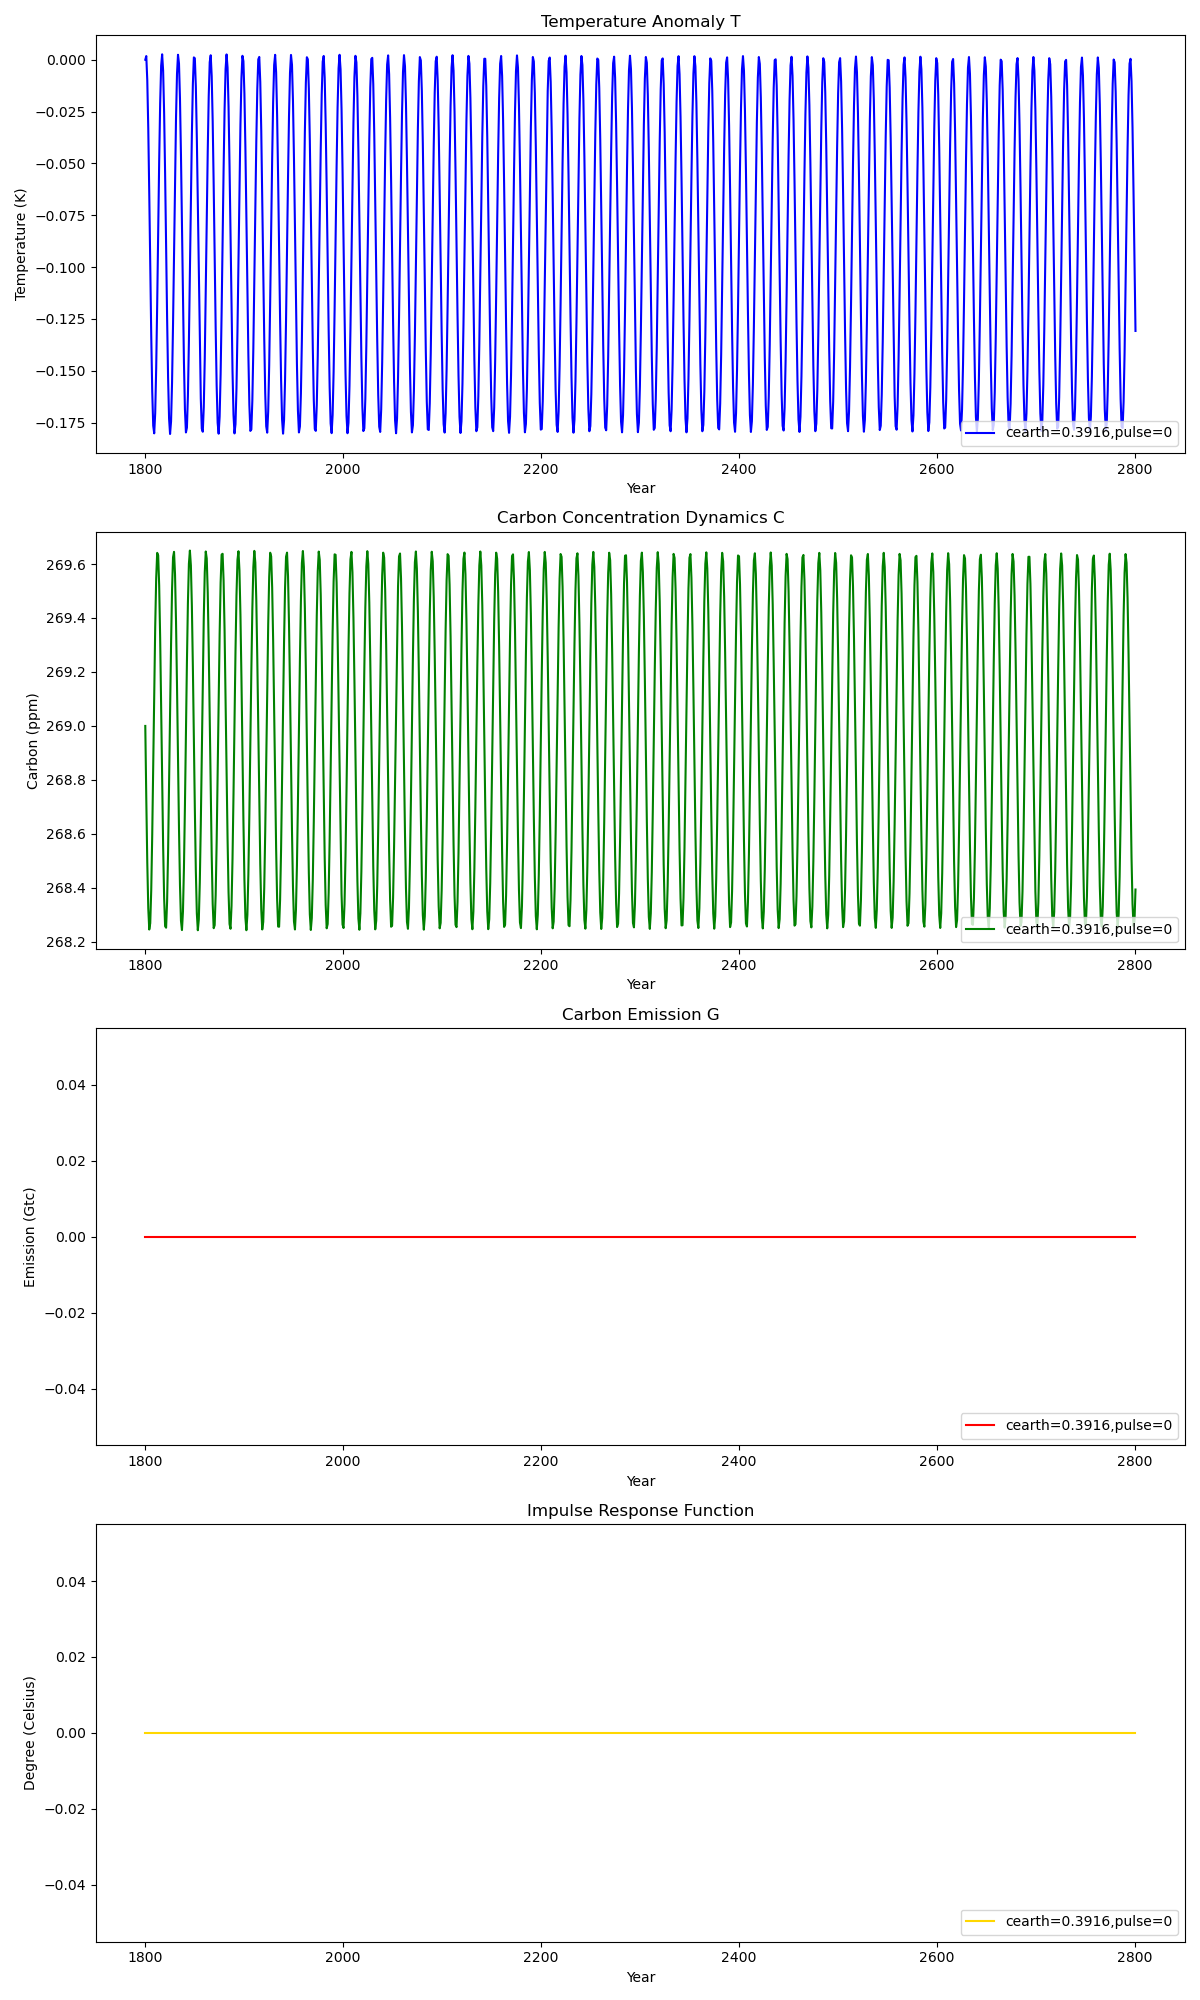 Temperature Anomaly T
0.000
−0.025
−0.050
−0.075
−0.100
−0.125
−0.150
−0.175
Temperature (K)
cearth=0.3916,pulse=0
1800 2000 2200 2400 2600 2800
Year
Carbon Concentration Dynamics C
269.6
269.4
269.2
269.0
268.8
268.6
268.4
268.2
Carbon (ppm)
cearth=0.3916,pulse=0
1800 2000 2200 2400 2600 2800
Year
Carbon Emission G
0.04
0.02
0.00
−0.02
−0.04
Emission (Gtc)
cearth=0.3916,pulse=0
1800 2000 2200 2400 2600 2800
Year
Impulse Response Function
0.04
0.02
0.00
−0.02
−0.04
Degree (Celsius)
cearth=0.3916,pulse=0
1800 2000 2200 2400 2600 2800
Year